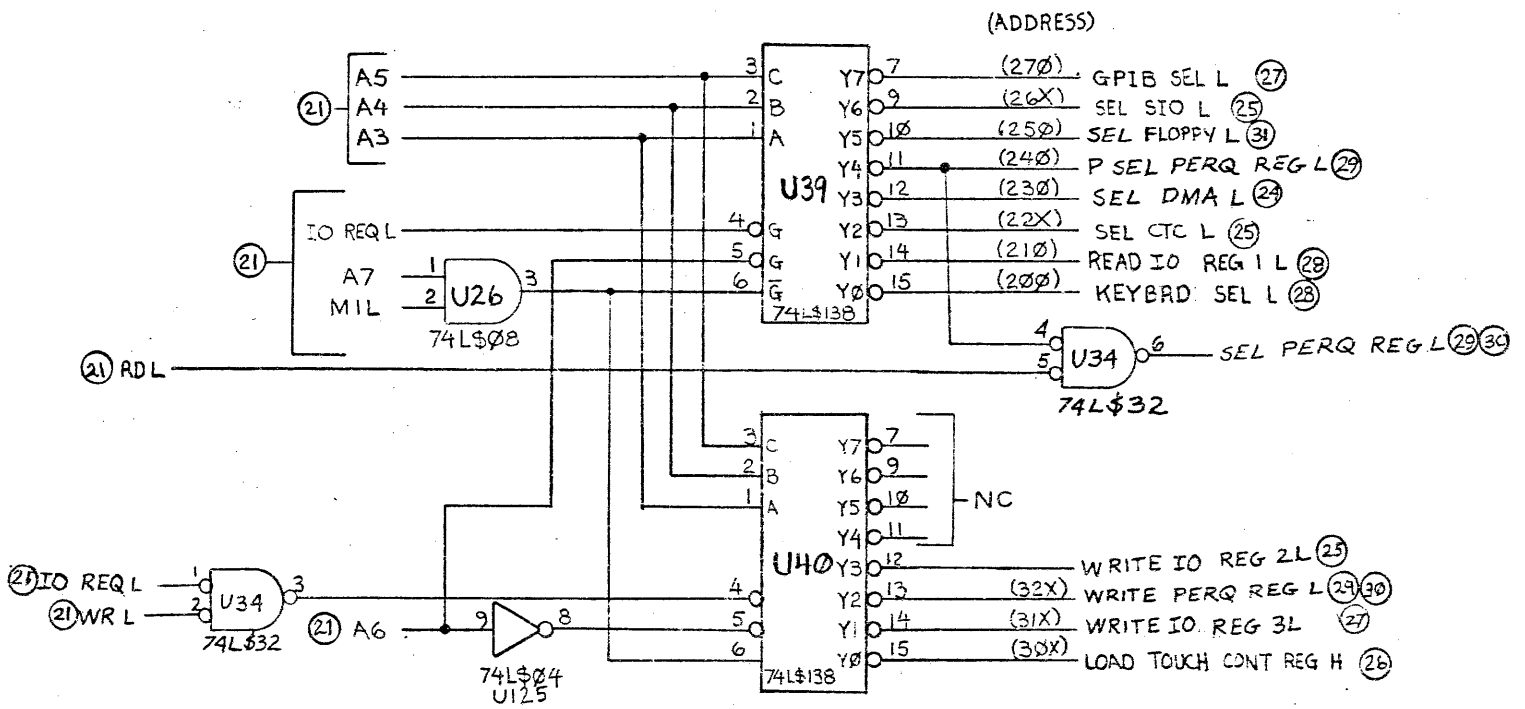 (ADDRESS)
21 A5 3 C Y7 7 (270) GPIB SEL L 27
A4 2 B Y6 9 (26X) SEL SIO L 25
A3 1 A Y5 10 (250) SEL FLOPPY L 31
Y4 11 (240) P SEL PERQ REG L 29
U39 Y3 12 (230) SEL DMA L 24
21 IO REQ L 4 G Y2 13 (22X) SEL CTC L 25
5 G Y1 14 (210) READ IO REG 1 L 28
6 G̅ Y0 15 (200) KEYBRD SEL L 28
74LS138
A7 1 U26 3
M1L 2
74LS08
21 RDL 4 5 U34 6 SEL PERQ REG L 29
74LS32
3 C Y7 7
2 B Y6 9
1 A Y5 10 NC
Y4 11
U40 Y3 12 WRITE IO REG 2L 25
4 Y2 13 (32X) WRITE PERQ REG L 29 30
5 Y1 14 (31X) WRITE IO REG 3L 27
6 Y0 15 (30X) LOAD TOUCH CONT REG H 26
74LS138
21 IO REQ L 1 U34 3
21 WR L 2
74LS32
21 A6 9 8
74LS04
U125